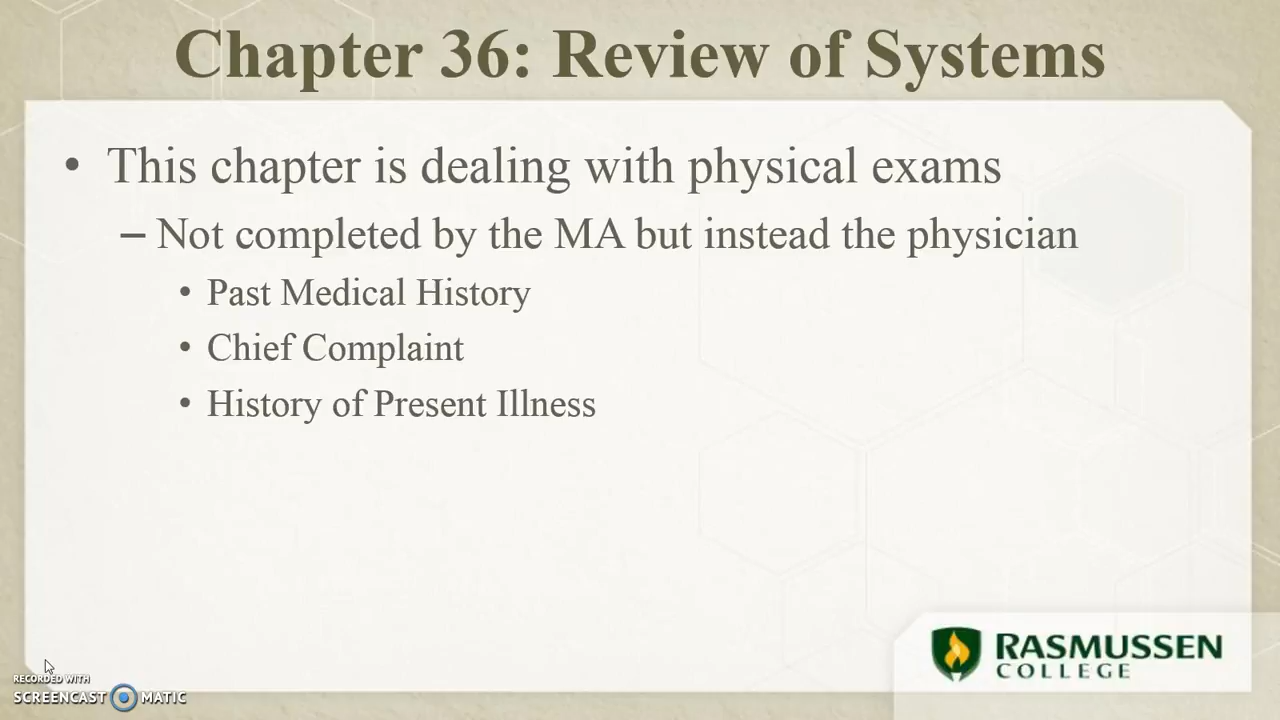 Chapter 36: Review of Systems
• This chapter is dealing with physical exams
– Not completed by the MA but instead the physician
• Past Medical History
• Chief Complaint
• History of Present Illness
RASMUSSEN
COLLEGE
RECORDED WITH
SCREENCAST MATIC